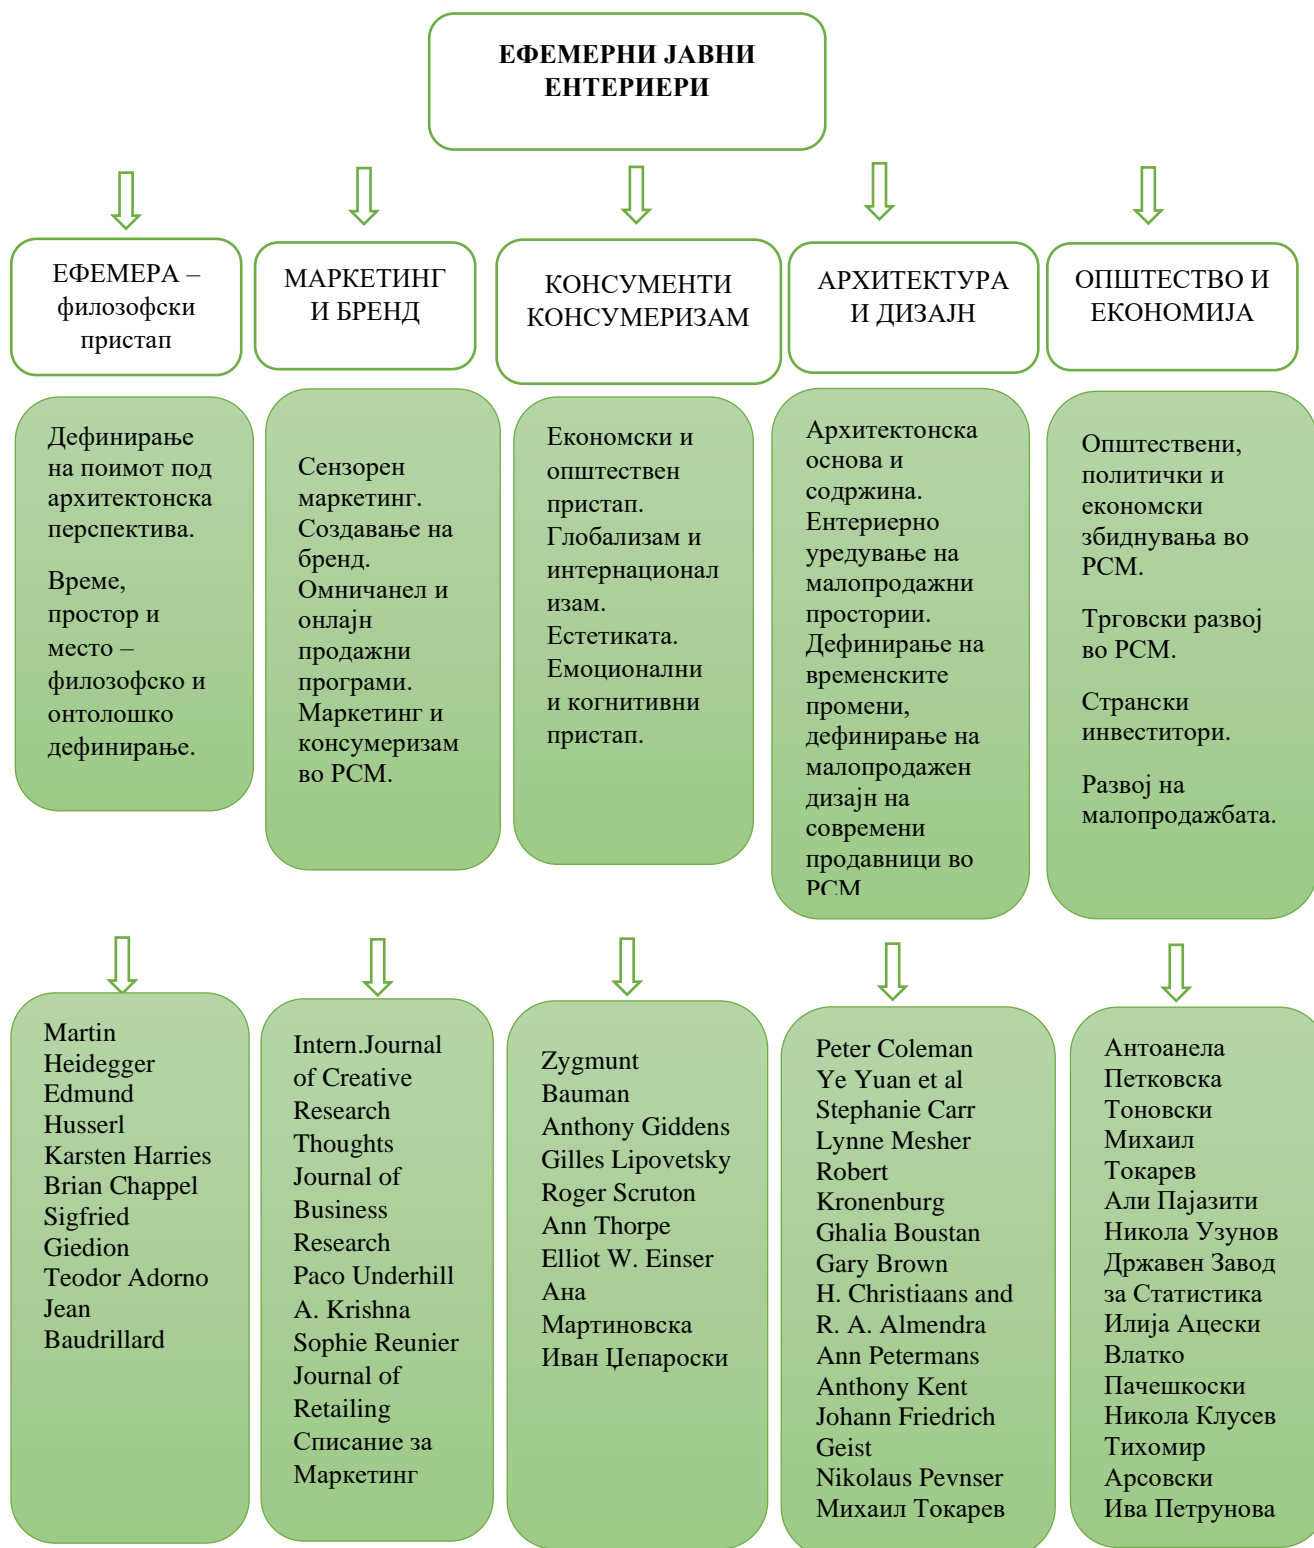 ЕФЕМЕРНИ ЈАВНИ
ЕНТЕРИЕРИ
ЕФЕМЕРА –
филозофски
пристап
МАРКЕТИНГ
И БРЕНД
КОНСУМЕНТИ
КОНСУМЕРИЗАМ
АРХИТЕКТУРА
И ДИЗАЈН
ОПШТЕСТВО И
ЕКОНОМИЈА
Дефинирање
на поимот под
архитектонска
перспектива.
Време,
простор и
место –
филозофско и
онтолошко
дефинирање.
Сензорен
маркетинг.
Создавање на
бренд.
Омничанел и
онлајн
продажни
програми.
Маркетинг и
консумеризам
во РСМ.
Економски и
општествен
пристап.
Глобализам и
интернационал
изам.
Естетиката.
Емоционални
и когнитивни
пристап.
Архитектонска
основа и
содржина.
Ентериерно
уредување на
малопродажни
простории.
Дефинирање на
временските
промени,
дефинирање на
малопродажен
дизајн на
современи
продавници во
РСМ
Општествени,
политички и
економски
збиднувања во
РСМ.
Трговски развој
во РСМ.
Странски
инвеститори.
Развој на
малопродажбата.
Martin
Heidegger
Edmund
Husserl
Karsten Harries
Brian Chappel
Sigfried
Giedion
Teodor Adorno
Jean
Baudrillard
Intern.Journal
of Creative
Research
Thoughts
Journal of
Business
Research
Paco Underhill
A. Krishna
Sophie Reunier
Journal of
Retailing
Списание за
Маркетинг
Zygmunt
Bauman
Anthony Giddens
Gilles Lipovetsky
Roger Scruton
Ann Thorpe
Elliot W. Einser
Ана
Мартиновска
Иван Џепароски
Peter Coleman
Ye Yuan et al
Stephanie Carr
Lynne Mesher
Robert
Kronenburg
Ghalia Boustan
Gary Brown
H. Christiaans and
R. A. Almendra
Ann Petermans
Anthony Kent
Johann Friedrich
Geist
Nikolaus Pevnser
Михаил Токарев
Антоанела
Петковска
Тоновски
Михаил
Токарев
Али Пајазити
Никола Узунов
Државен Завод
за Статистика
Илија Ацески
Влатко
Пачешкоски
Никола Клусев
Тихомир
Арсовски
Ива Петрунова